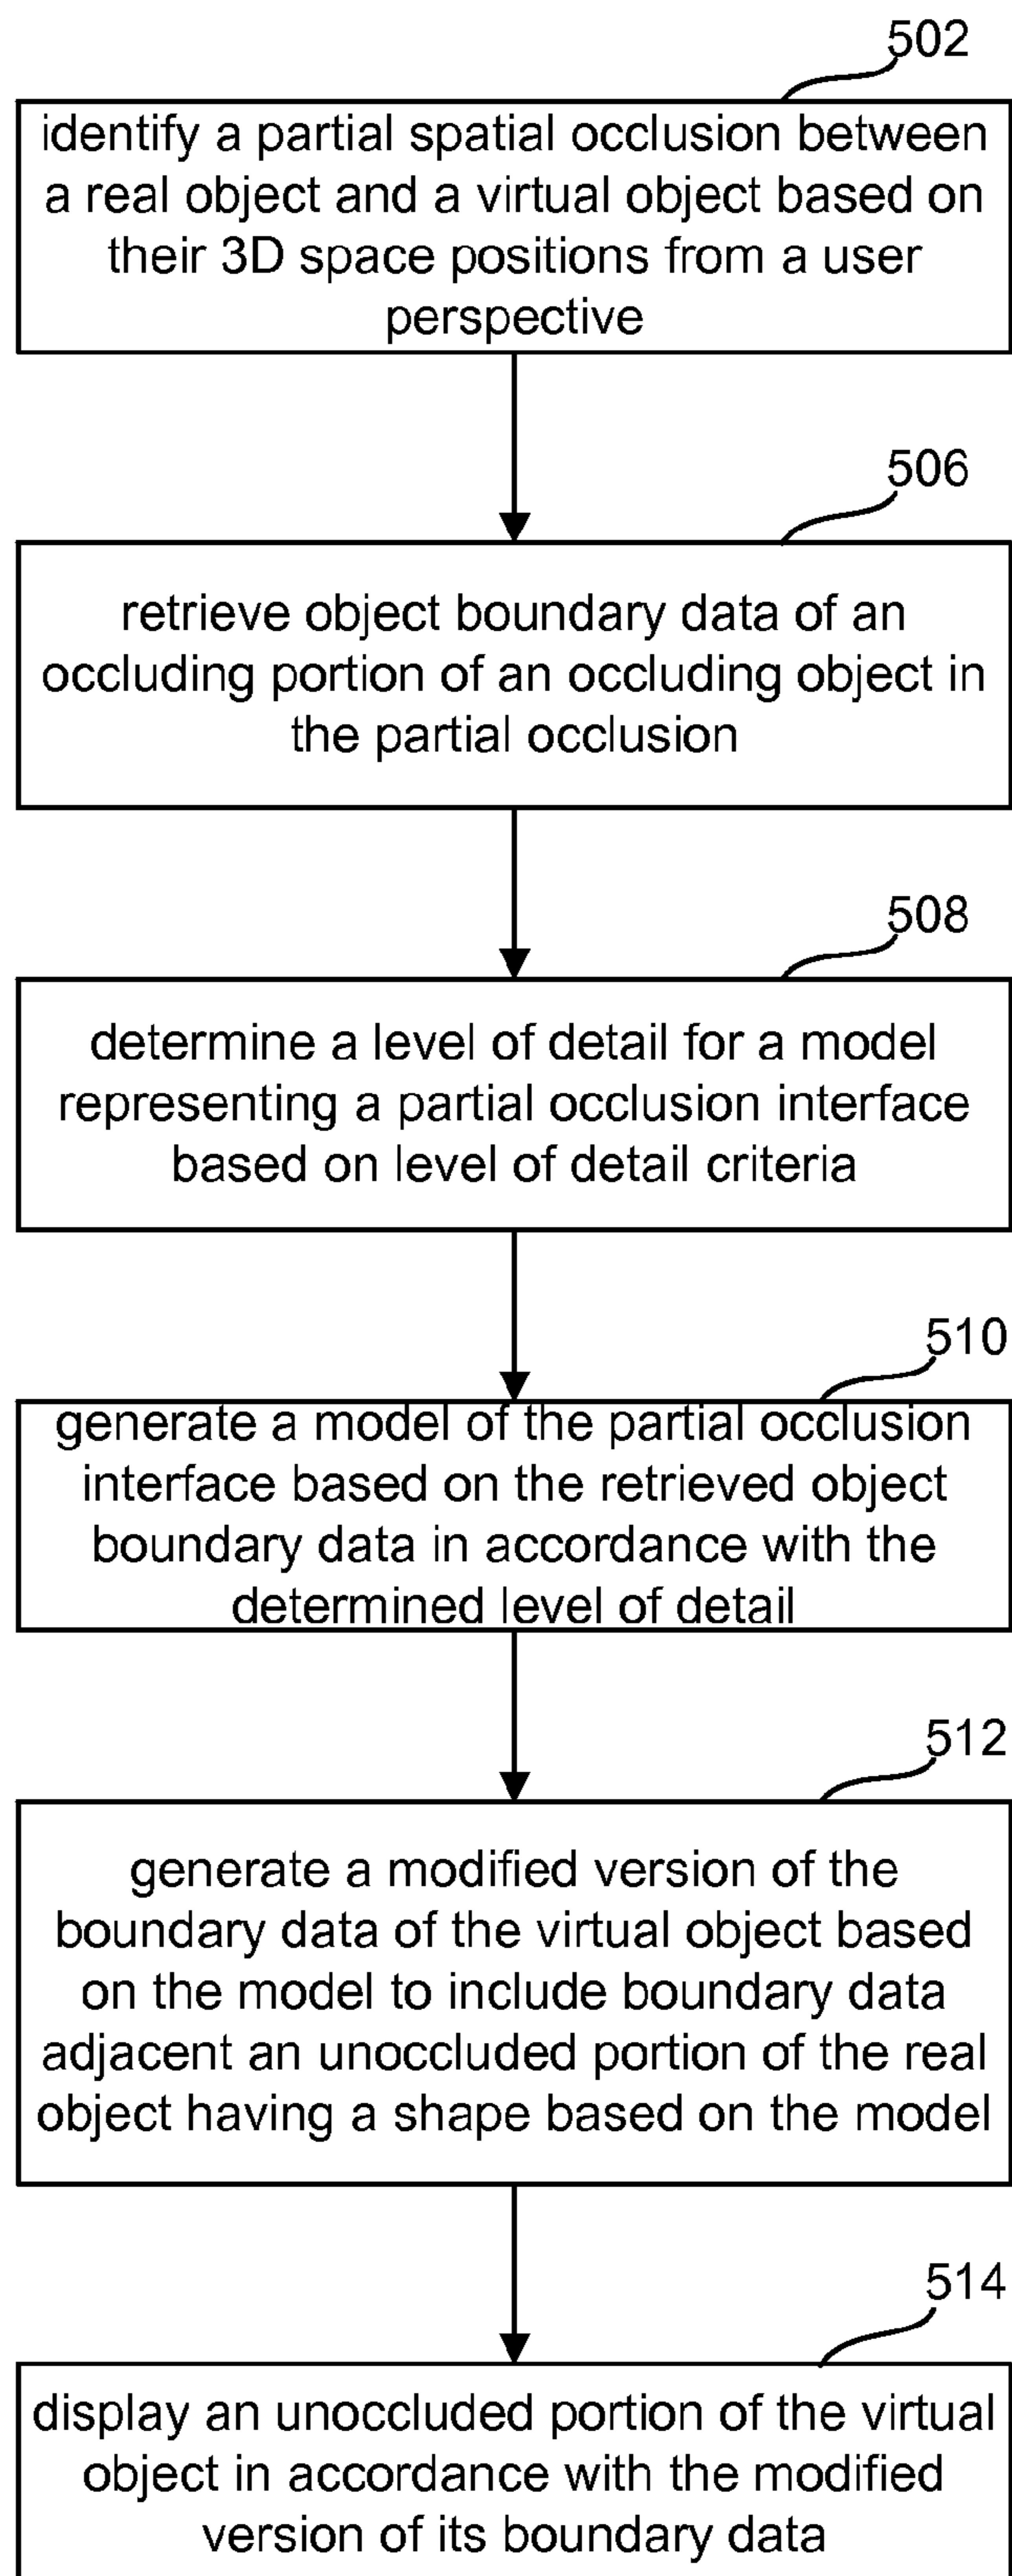 502
identify a partial spatial occlusion between
a real object and a virtual object based on
their 3D space positions from a user
perspective
506
retrieve object boundary data of an
occluding portion of an occluding object in
the partial occlusion
508
determine a level of detail for a model
representing a partial occlusion interface
based on level of detail criteria
510
generate a model of the partial occlusion
interface based on the retrieved object
boundary data in accordance with the
determined level of detail
512
generate a modified version of the
boundary data of the virtual object based
on the model to include boundary data
adjacent an unoccluded portion of the real
object having a shape based on the model
514
display an unoccluded portion of the virtual
object in accordance with the modified
version of its boundary data